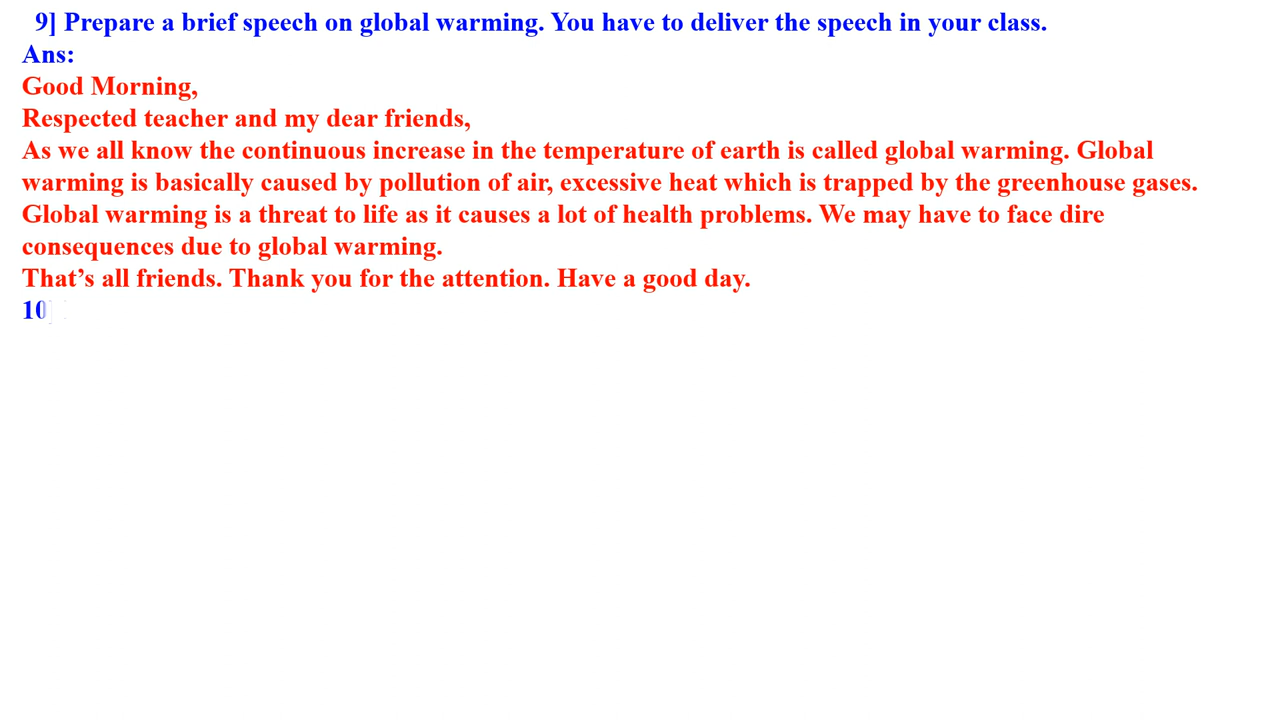 9] Prepare a brief speech on global warming. You have to deliver the speech in your class.
Ans:
Good Morning,
Respected teacher and my dear friends,
As we all know the continuous increase in the temperature of earth is called global warming. Global
warming is basically caused by pollution of air, excessive heat which is trapped by the greenhouse gases.
Global warming is a threat to life as it causes a lot of health problems. We may have to face dire
consequences due to global warming.
That’s all friends. Thank you for the attention. Have a good day.
10]